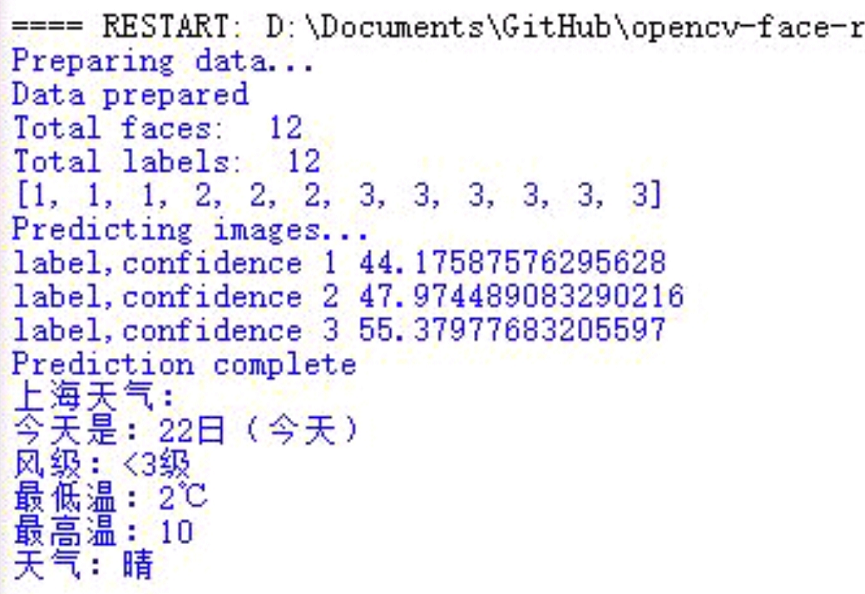 ==== RESTART: D:\Documents\GitHub\opencv-face-r
Preparing data...
Data prepared
Total faces:  12
Total labels:  12
[1, 1, 1, 2, 2, 2, 3, 3, 3, 3, 3, 3]
Predicting images...
label,confidence 1 44.17587576295628
label,confidence 2 47.974489083290216
label,confidence 3 55.37977683205597
Prediction complete
上海天气：
今天是：22日（今天）
风级：<3级
最低温：2℃
最高温：10
天气：晴